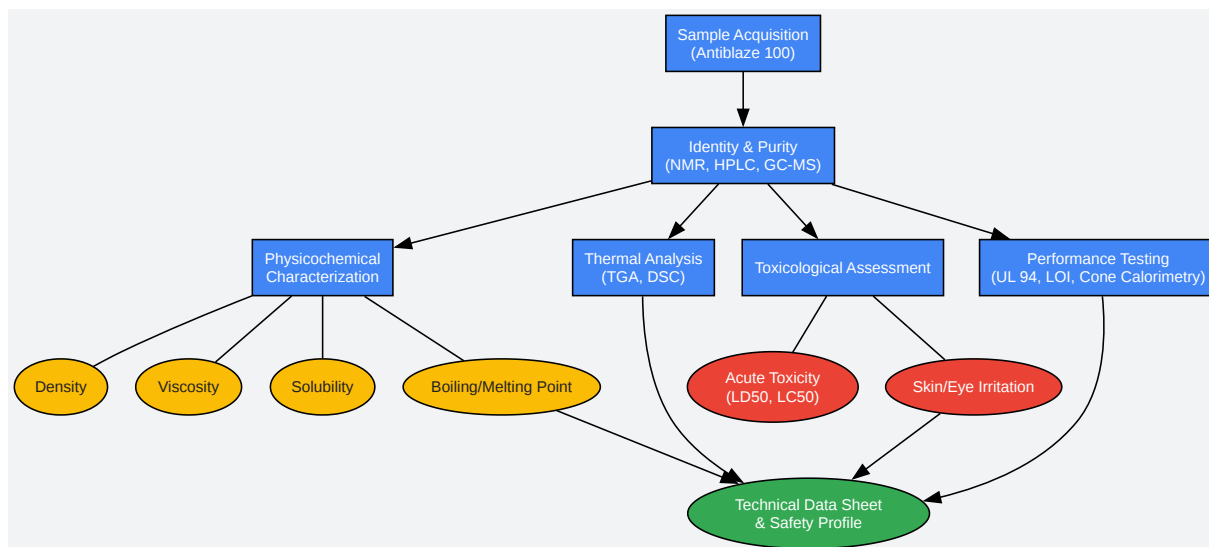 Sample Acquisition
(Antiblaze 100)
Identity & Purity
(NMR, HPLC, GC-MS)
Physicochemical
Characterization
Thermal Analysis
(TGA, DSC)
Toxicological Assessment
Performance Testing
(UL 94, LOI, Cone Calorimetry)
Density
Viscosity
Solubility
Boiling/Melting Point
Acute Toxicity
(LD50, LC50)
Skin/Eye Irritation
Technical Data Sheet
& Safety Profile